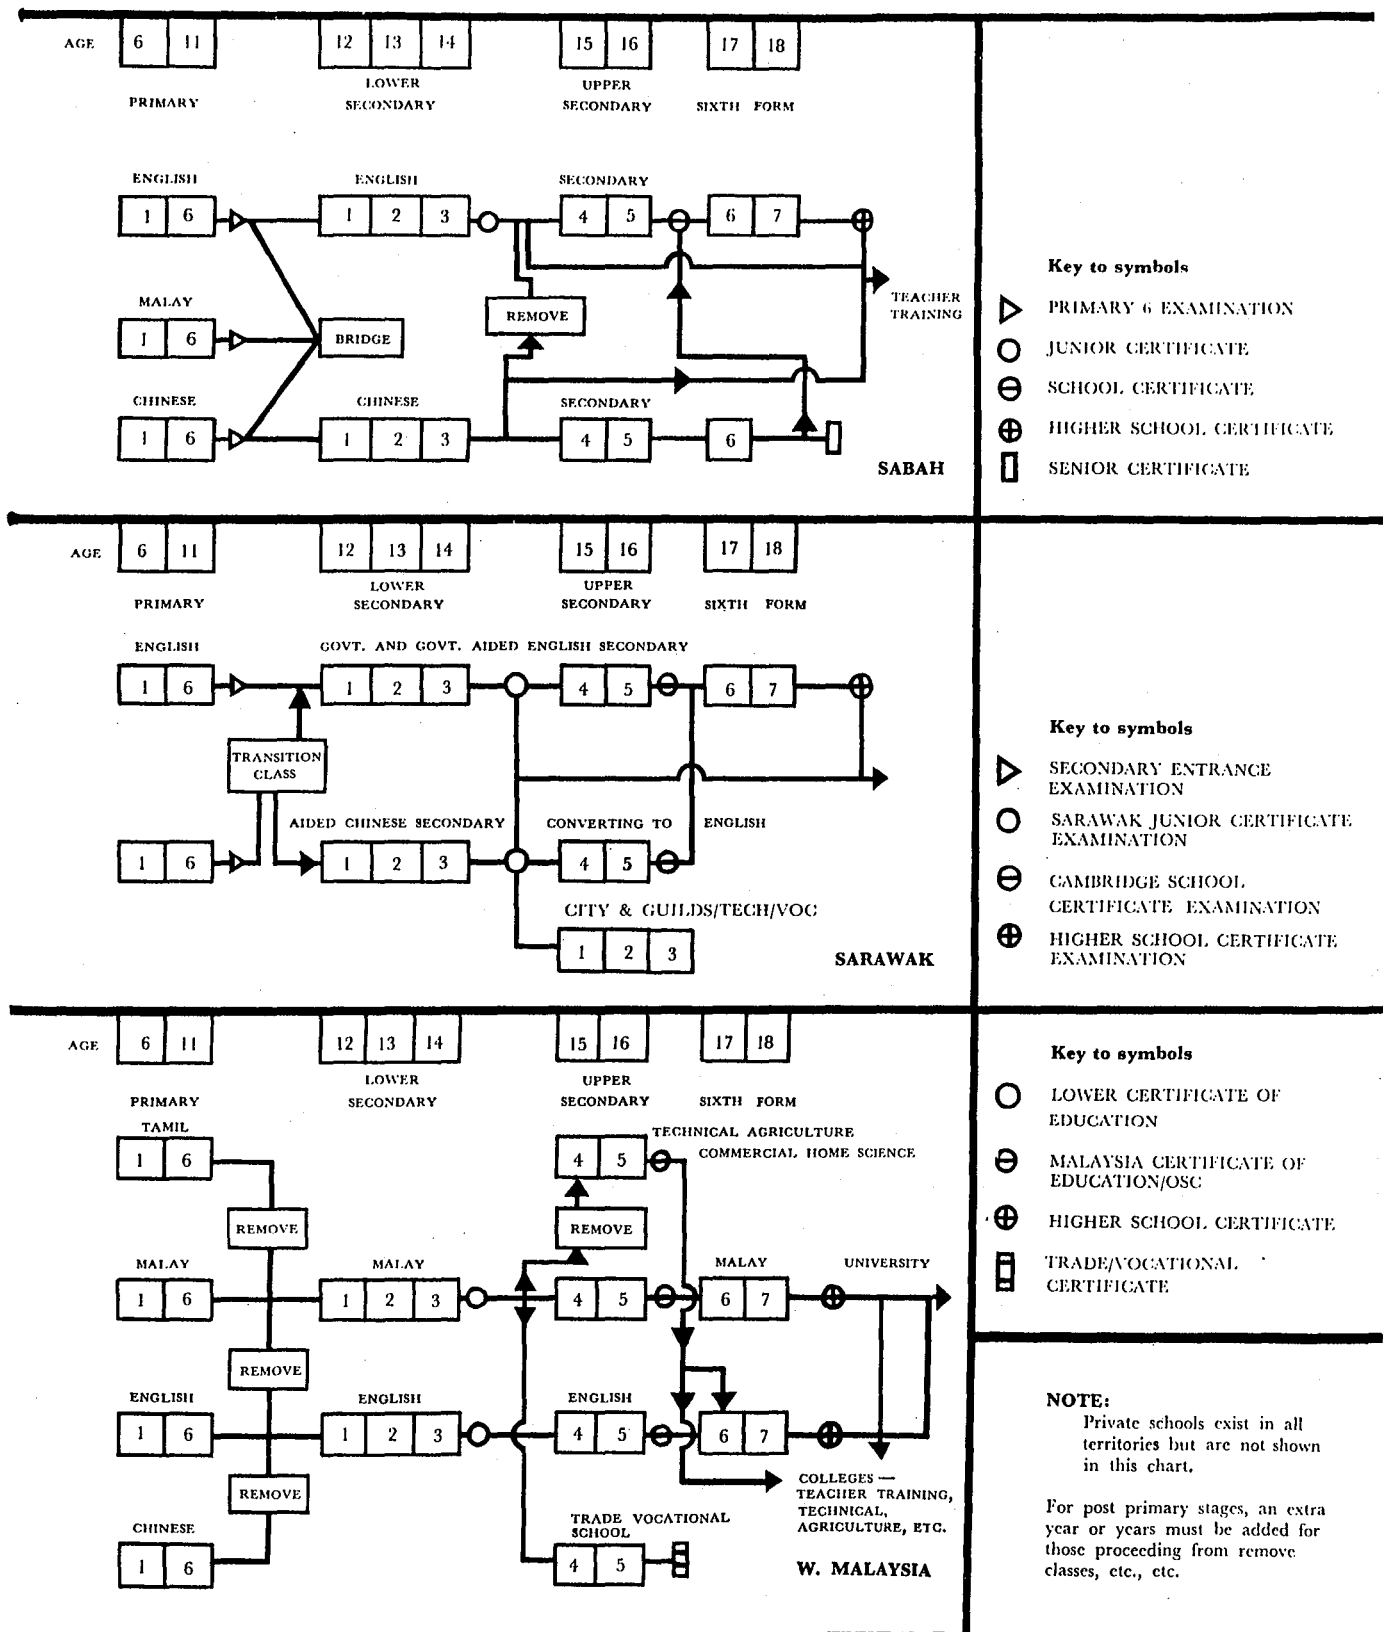 AGE 6 11 12 13 14 15 16 17 18
LOWER UPPER
PRIMARY SECONDARY SECONDARY SIXTH FORM
ENGLISH ENGLISH SECONDARY
1 6 1 2 3 4 5 6 7
MALAY
1 6 BRIDGE REMOVE
TEACHER
TRAINING
CHINESE CHINESE SECONDARY
1 6 1 2 3 4 5 6
SABAH
Key to symbols
PRIMARY 6 EXAMINATION
JUNIOR CERTIFICATE
SCHOOL CERTIFICATE
HIGHER SCHOOL CERTIFICATE
SENIOR CERTIFICATE
AGE 6 11 12 13 14 15 16 17 18
LOWER UPPER
PRIMARY SECONDARY SECONDARY SIXTH FORM
ENGLISH GOVT. AND GOVT. AIDED ENGLISH SECONDARY
1 6 1 2 3 4 5 6 7
TRANSITION
CLASS
AIDED CHINESE SECONDARY CONVERTING TO ENGLISH
1 6 1 2 3 4 5
CITY & GUILDS/TECH/VOC
1 2 3
SARAWAK
Key to symbols
SECONDARY ENTRANCE
EXAMINATION
SARAWAK JUNIOR CERTIFICATE
EXAMINATION
CAMBRIDGE SCHOOL
CERTIFICATE EXAMINATION
HIGHER SCHOOL CERTIFICATE
EXAMINATION
AGE 6 11 12 13 14 15 16 17 18
LOWER UPPER
PRIMARY SECONDARY SECONDARY SIXTH FORM
TAMIL TECHNICAL AGRICULTURE
COMMERCIAL HOME SCIENCE
1 6 4 5
REMOVE REMOVE
MALAY MALAY MALAY UNIVERSITY
1 6 1 2 3 4 5 6 7
REMOVE
ENGLISH ENGLISH ENGLISH
1 6 1 2 3 4 5 6 7
REMOVE
COLLEGES —
TEACHER TRAINING,
TECHNICAL,
AGRICULTURE, ETC.
CHINESE TRADE VOCATIONAL
SCHOOL
1 6 4 5
W. MALAYSIA
Key to symbols
LOWER CERTIFICATE OF
EDUCATION
MALAYSIA CERTIFICATE OF
EDUCATION/OSC
HIGHER SCHOOL CERTIFICATE
TRADE/VOCATIONAL
CERTIFICATE
NOTE:
Private schools exist in all
territories but are not shown
in this chart.
For post primary stages, an extra
year or years must be added for
those proceeding from remove
classes, etc., etc.